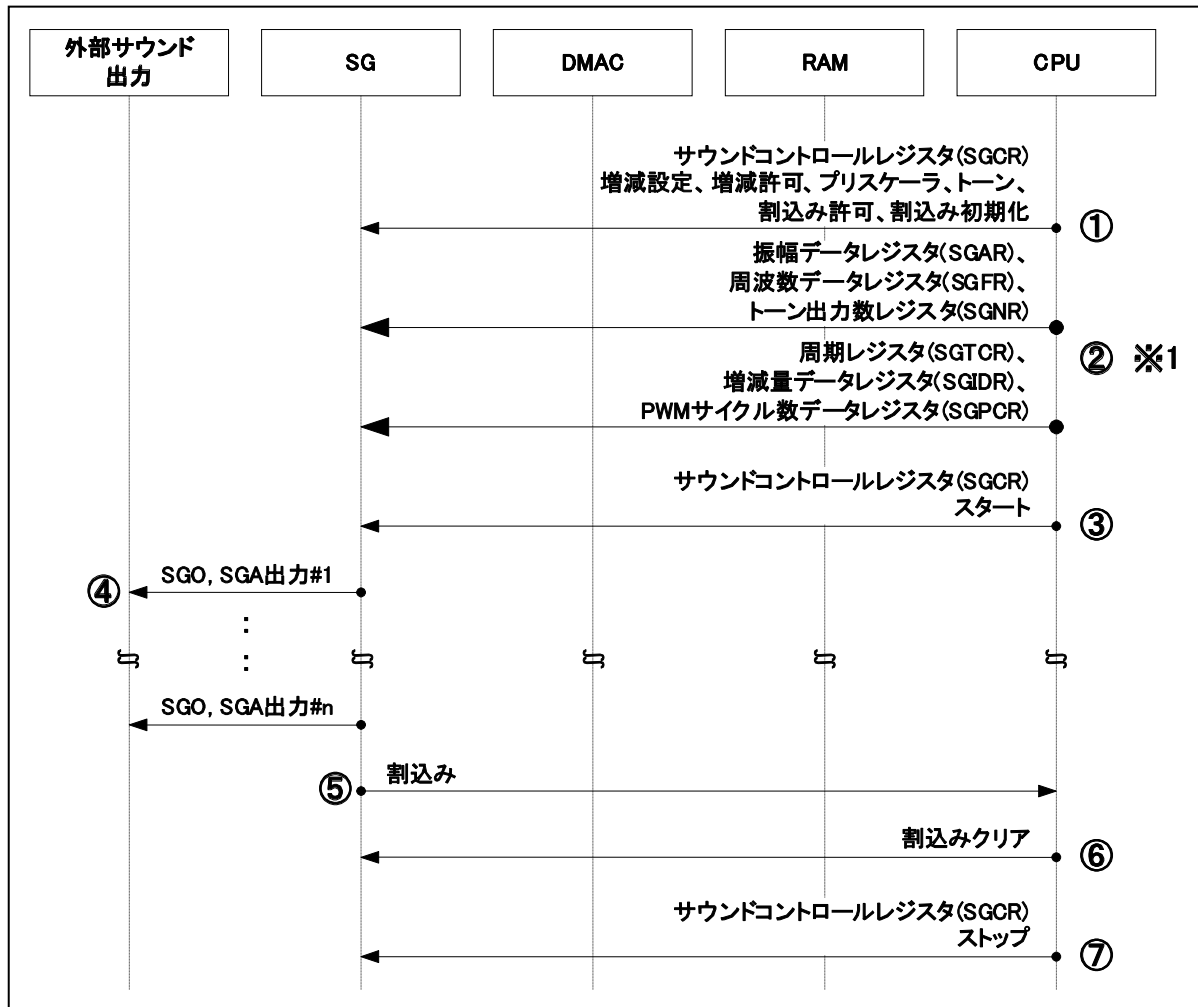 外部サウンド
出力
SG
DMAC
RAM
CPU
サウンドコントロールレジスタ(SGCR)
増減設定、増減許可、プリスケーラ、トーン、
割込み許可、割込み初期化
①
振幅データレジスタ(SGAR)、
周波数データレジスタ(SGFR)、
トーン出力数レジスタ(SGNR)
② ※1
周期レジスタ(SGTCR)、
増減量データレジスタ(SGIDR)、
PWMサイクル数データレジスタ(SGPCR)
サウンドコントロールレジスタ(SGCR)
スタート
③
④
SGO, SGA出力#1
:
:
SGO, SGA出力#n
⑤
割込み
割込みクリア
⑥
サウンドコントロールレジスタ(SGCR)
ストップ
⑦